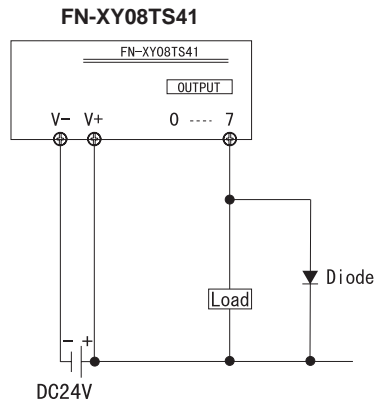 FN-XY08TS41
FN-XY08TS41
OUTPUT
V- V+ 0 ---- 7
Diode
Load
- +
DC24V